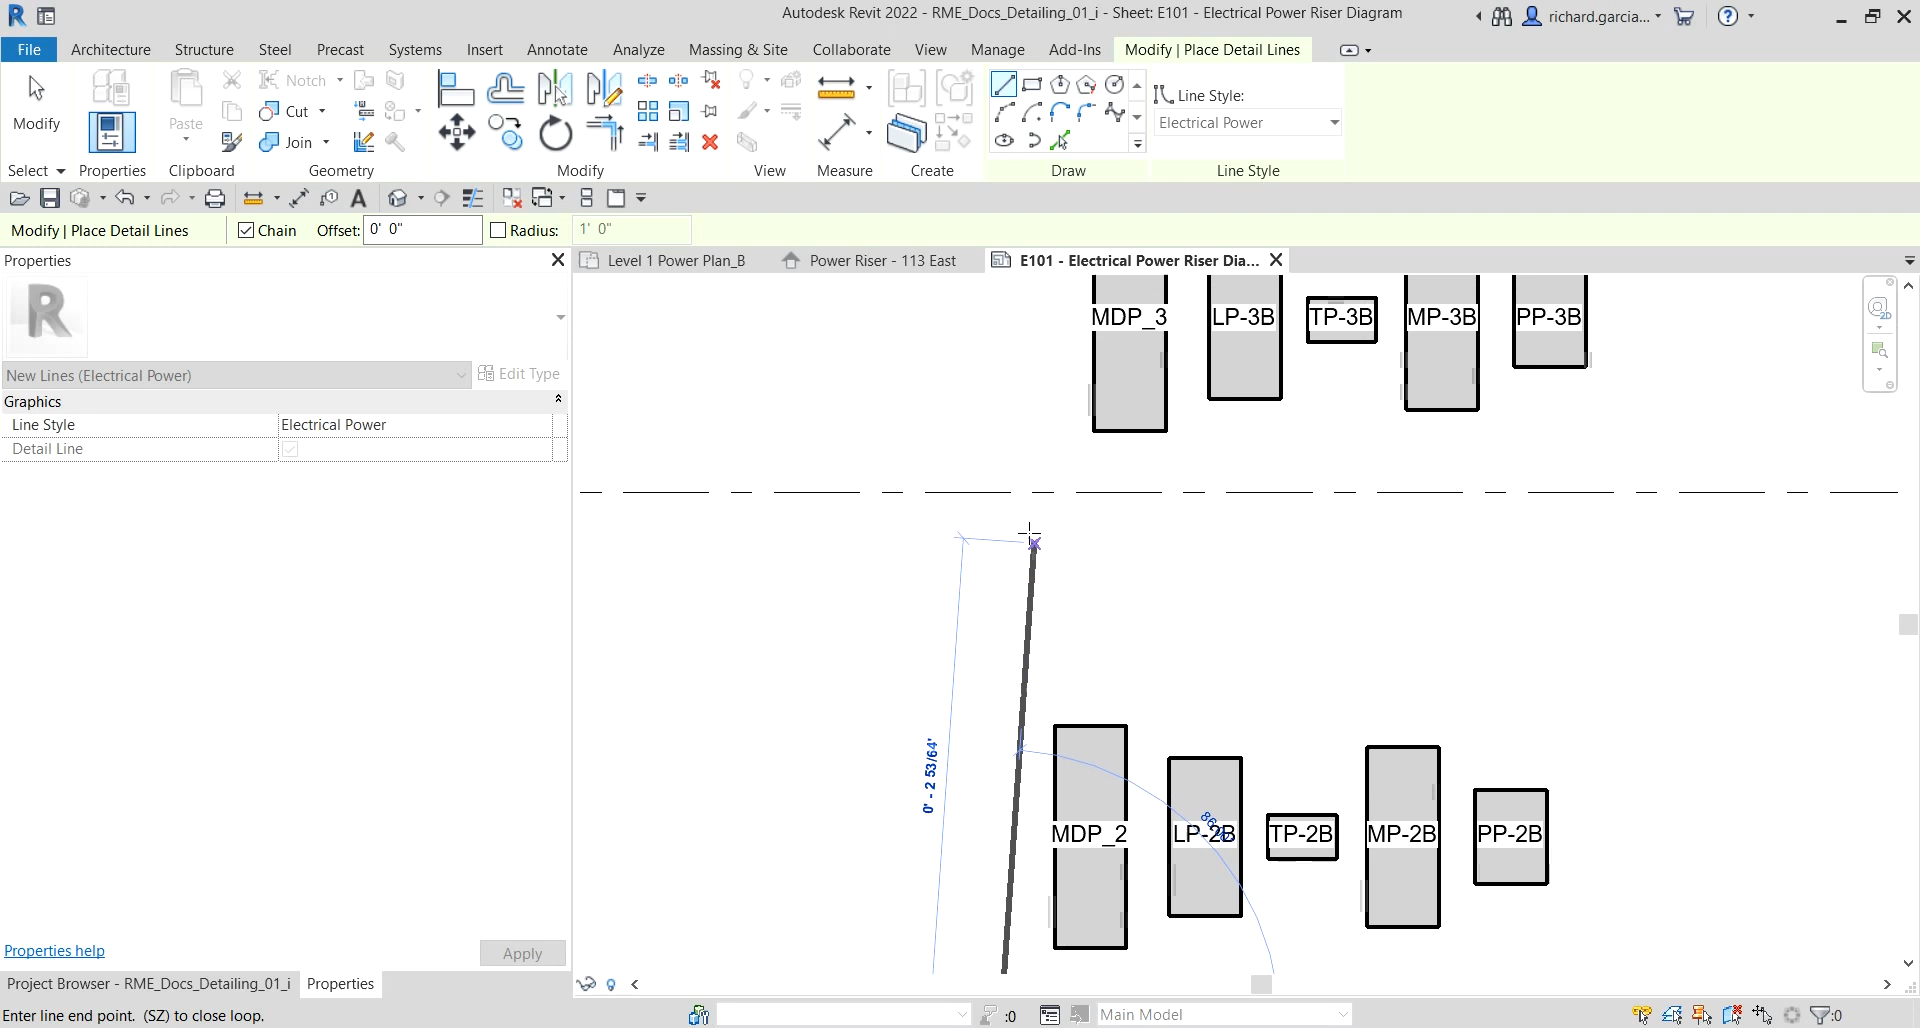 Autodesk Revit 2022 - RME_Docs_Detailing_01_i - Sheet: E101 - Electrical Power Riser Diagram
richard.garcia...
File
Architecture
Structure
Steel
Precast
Systems
Insert
Annotate
Analyze
Massing & Site
Collaborate
View
Manage
Add-Ins
Modify | Place Detail Lines
Modify
Paste
Notch
Cut
Join
Line Style:
Electrical Power
Select
Properties
Clipboard
Geometry
Modify
View
Measure
Create
Draw
Line Style
Modify | Place Detail Lines
Chain
Offset:
0' 0"
Radius:
1' 0"
Properties
Level 1 Power Plan_B
Power Riser - 113 East
E101 - Electrical Power Riser Dia...
R
2D
New Lines (Electrical Power)
Edit Type
Graphics
Line Style
Electrical Power
Detail Line
MDP_3
LP-3B
TP-3B
MP-3B
PP-3B
0' - 2 53/64'
MDP_2
LP-2B
TP-2B
MP-2B
PP-2B
Properties help
Apply
Project Browser - RME_Docs_Detailing_01_i
Properties
Enter line end point. (SZ) to close loop.
:0
Main Model
:0